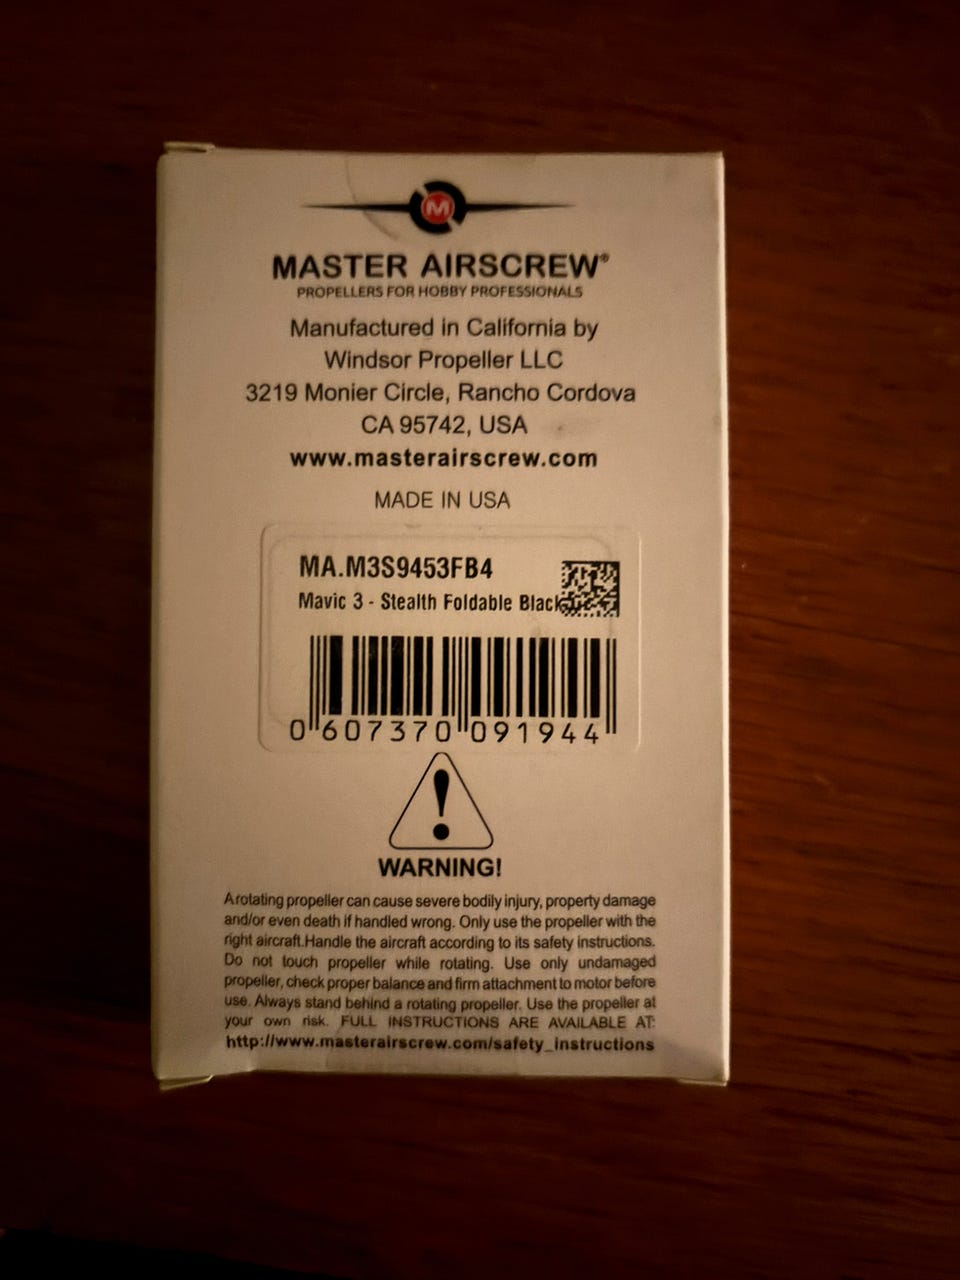 M
MASTER AIRSCREW®
PROPELLERS FOR HOBBY PROFESSIONALS
Manufactured in California by
Windsor Propeller LLC
3219 Monier Circle, Rancho Cordova
CA 95742, USA
www.masterairscrew.com
MADE IN USA
MA.M3S9453FB4
Mavic 3 - Stealth Foldable Black
0 607370 091944
WARNING!
A rotating propeller can cause severe bodily injury, property damage
and/or even death if handled wrong. Only use the propeller with the
right aircraft.Handle the aircraft according to its safety instructions.
Do not touch propeller while rotating. Use only undamaged
propeller, check proper balance and firm attachment to motor before
use. Always stand behind a rotating propeller. Use the propeller at
your own risk. FULL INSTRUCTIONS ARE AVAILABLE AT:
http://www.masterairscrew.com/safety_instructions